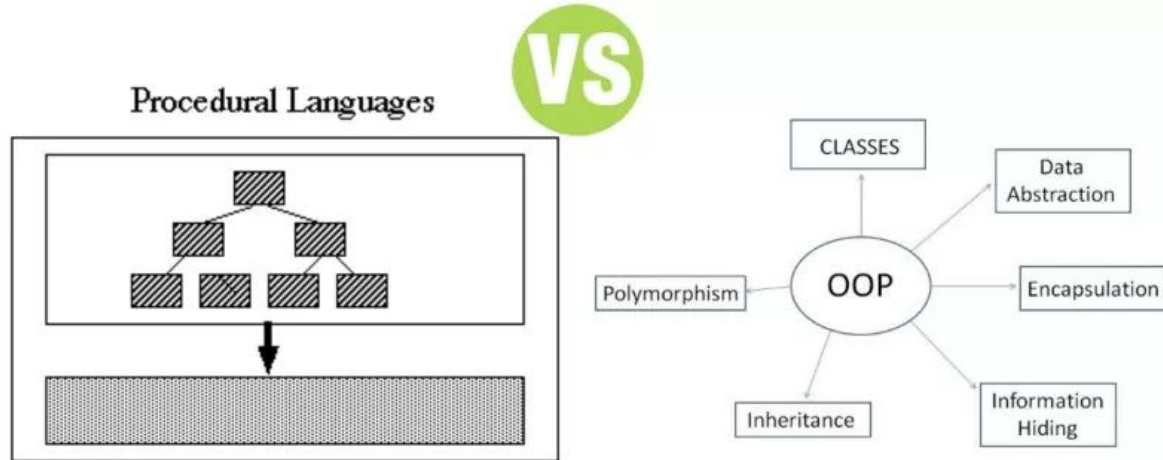 VS
Procedural Languages
CLASSES
Data
Abstraction
Polymorphism
OOP
Encapsulation
Inheritance
Information
Hiding